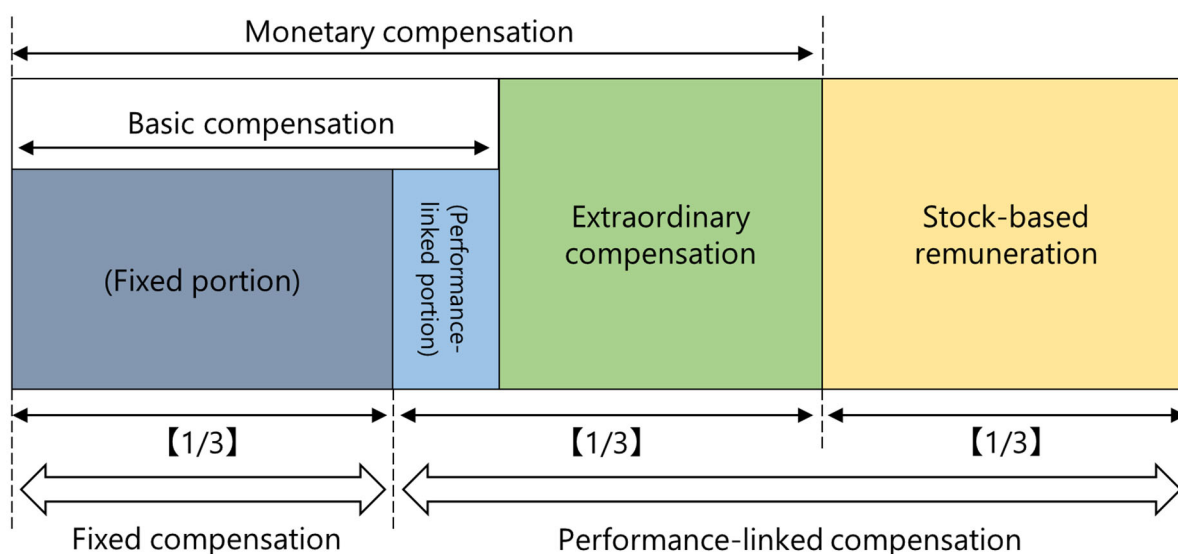 Monetary compensation
Basic compensation
(Fixed portion)
(Performance-
linked portion)
Extraordinary
compensation
Stock-based
remuneration
【1/3】
【1/3】
【1/3】
Fixed compensation
Performance-linked compensation